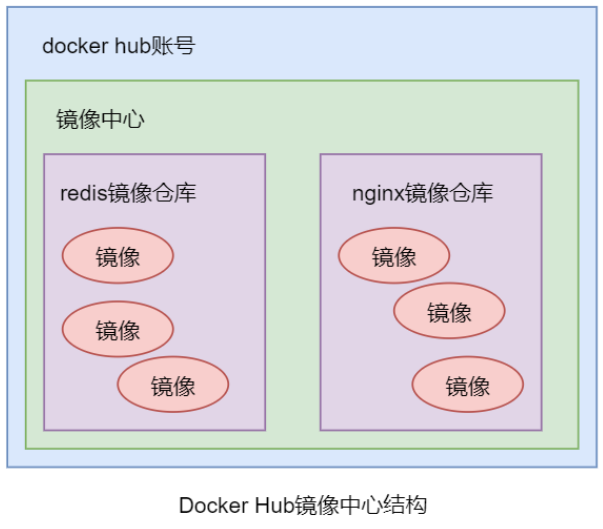 docker hub账号
镜像中心
redis镜像仓库
镜像
镜像
镜像
nginx镜像仓库
镜像
镜像
镜像
Docker Hub镜像中心结构